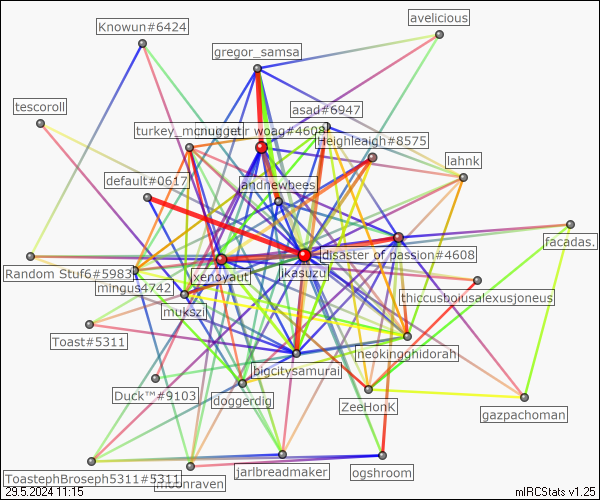 avelicious
Knowun#6424
gregor_samsa
tescoroll
asad#6947
turkey_mcnugget
r woag#4608
Heighleaigh#8575
lahnk
default#0617
andnewbees
facadas.
disaster of passion#4608
Random Stuf6#5983
mingus4742
xenoyaut
ikasuzu
thiccusbousalexusjoneus
mukszi
Toast#5311
neokingghidorah
bigcitysamurai
Duck™#9103
doggerdig
ZeeHonK
gazpachoman
ToastephBroseph5311#5311
moonraven
jarlbreadmaker
ogshroom
29.5.2024 11:15
mIRCStats v1.25